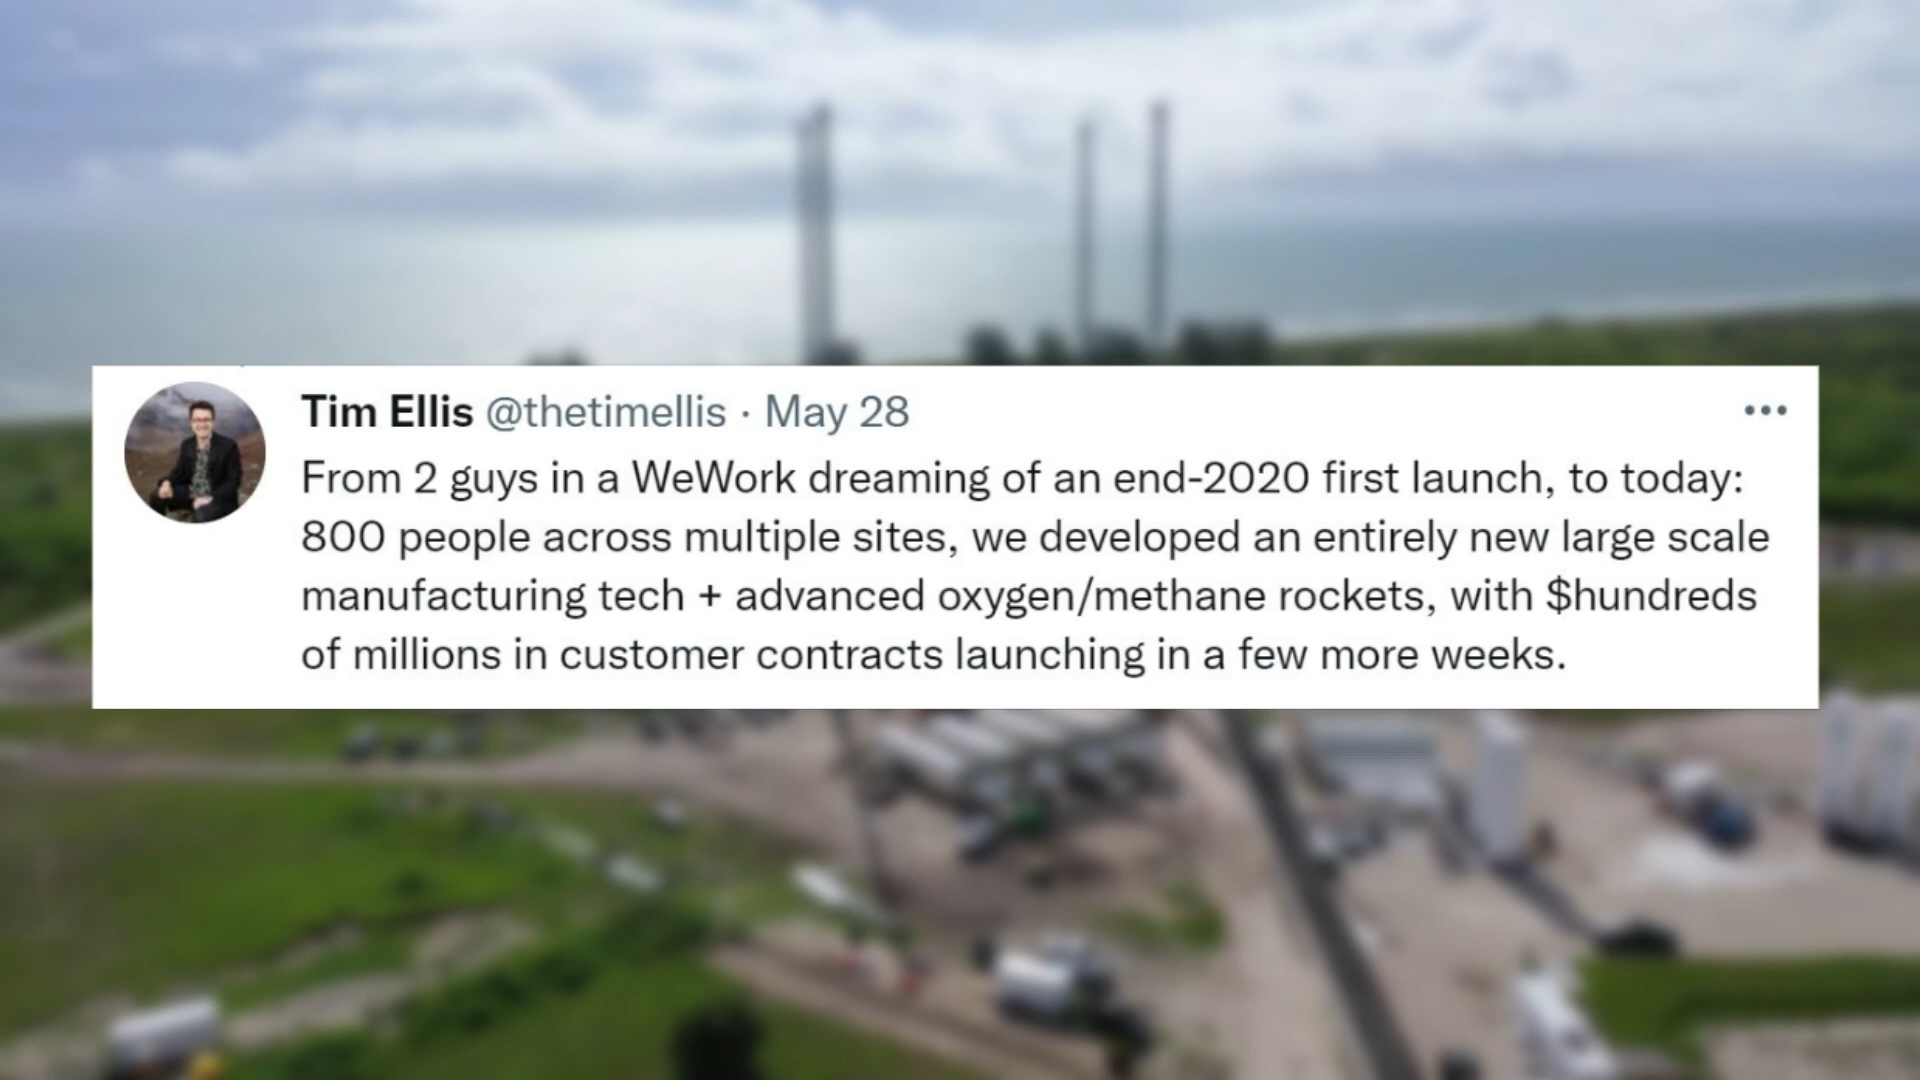 Tim Ellis @thetimellis · May 28
From 2 guys in a WeWork dreaming of an end-2020 first launch, to today:
800 people across multiple sites, we developed an entirely new large scale
manufacturing tech + advanced oxygen/methane rockets, with $hundreds
of millions in customer contracts launching in a few more weeks.